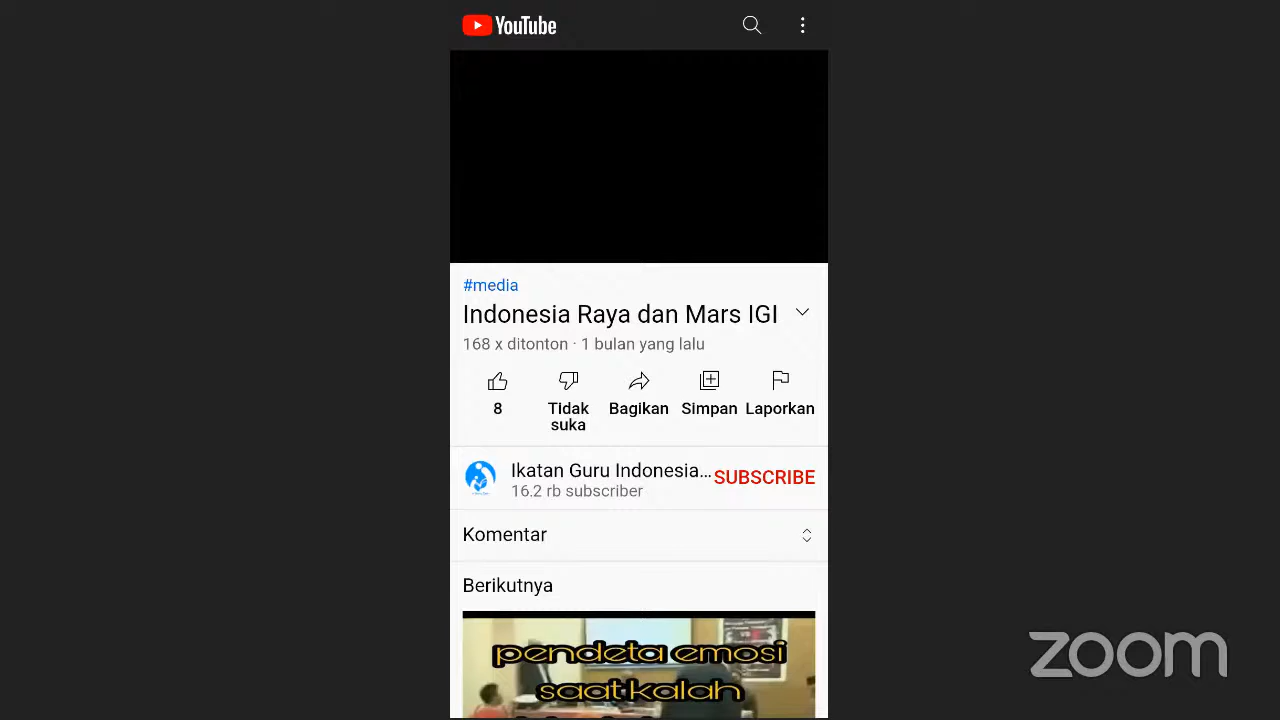 YouTube
#media
Indonesia Raya dan Mars IGI
168 x ditonton · 1 bulan yang lalu
8
Tidak suka
Bagikan
Simpan
Laporkan
Ikatan Guru Indonesia...
SUBSCRIBE
16.2 rb subscriber
Komentar
Berikutnya
pendeta emosi
saat kalah
zoom